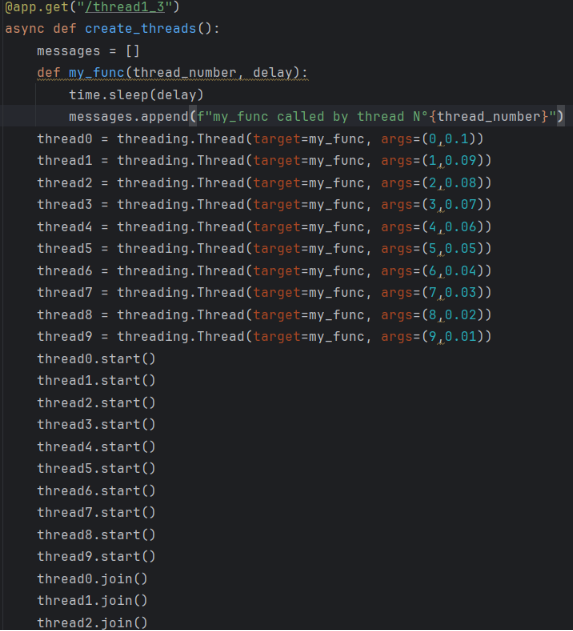 @app.get("/thread1_3")
async def create_threads():
    messages = []
    def my_func(thread_number, delay):
        time.sleep(delay)
        messages.append(f"my_func called by thread N°{thread_number}")
    thread0 = threading.Thread(target=my_func, args=(0,0.1))
    thread1 = threading.Thread(target=my_func, args=(1,0.09))
    thread2 = threading.Thread(target=my_func, args=(2,0.08))
    thread3 = threading.Thread(target=my_func, args=(3,0.07))
    thread4 = threading.Thread(target=my_func, args=(4,0.06))
    thread5 = threading.Thread(target=my_func, args=(5,0.05))
    thread6 = threading.Thread(target=my_func, args=(6,0.04))
    thread7 = threading.Thread(target=my_func, args=(7,0.03))
    thread8 = threading.Thread(target=my_func, args=(8,0.02))
    thread9 = threading.Thread(target=my_func, args=(9,0.01))
    thread0.start()
    thread1.start()
    thread2.start()
    thread3.start()
    thread4.start()
    thread5.start()
    thread6.start()
    thread7.start()
    thread8.start()
    thread9.start()
    thread0.join()
    thread1.join()
    thread2.join()